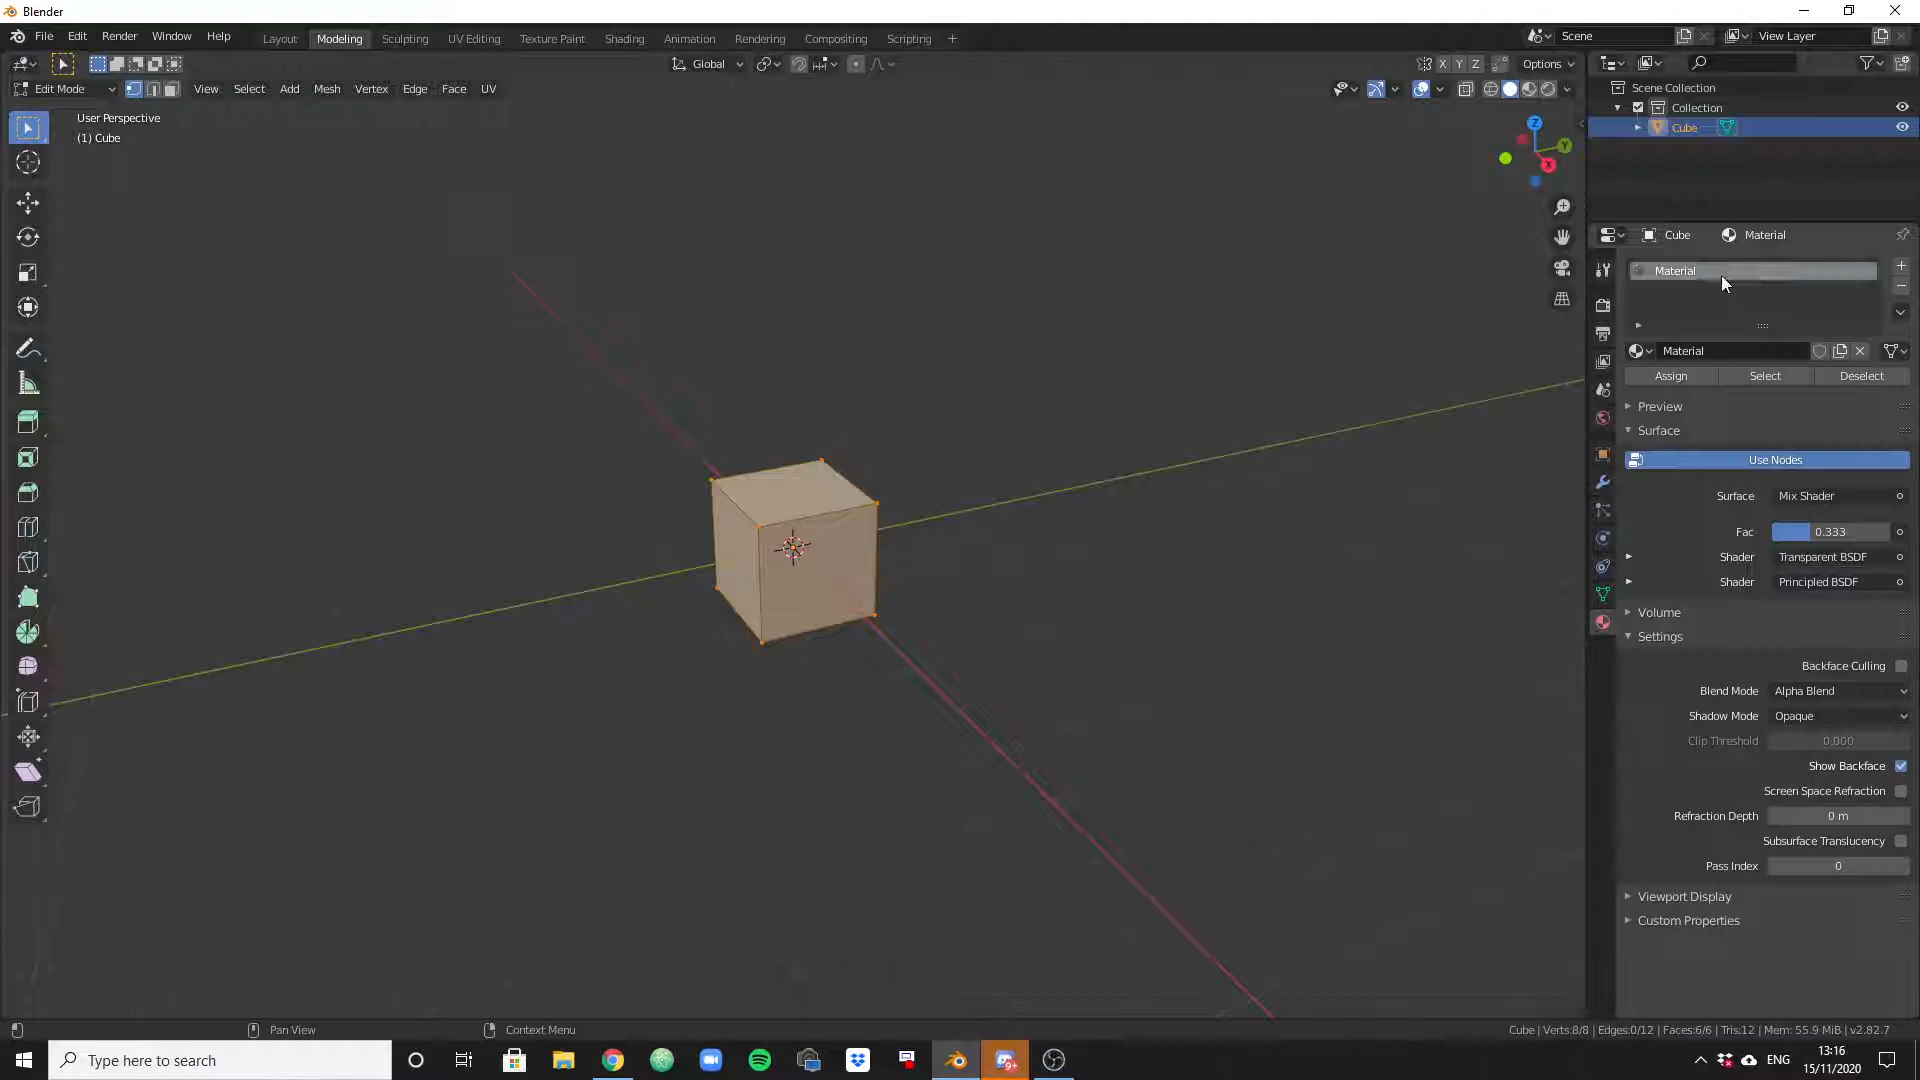 Blender
File Edit Render Window Help
Layout Modeling Sculpting UV Editing Texture Paint Shading Animation Rendering Compositing Scripting +
Scene
View Layer
Global
X Y Z
Options
Edit Mode
View Select Add Mesh Vertex Edge Face UV
User Perspective
(1) Cube
Z
Y
X
Scene Collection
Collection
Cube
Cube
Material
Material
Material
Assign
Select
Deselect
Preview
Surface
Use Nodes
Surface
Mix Shader
Fac
0.333
Shader
Transparent BSDF
Shader
Principled BSDF
Volume
Settings
Backface Culling
Blend Mode
Alpha Blend
Shadow Mode
Opaque
Clip Threshold
0.000
Show Backface
Screen Space Refraction
Refraction Depth
0 m
Subsurface Translucency
Pass Index
0
Viewport Display
Custom Properties
Pan View
Context Menu
Cube | Verts:8/8 | Edges:0/12 | Faces:6/6 | Tris:12 | Mem: 55.9 MiB | v2.82.7
Type here to search
9+
ENG
13:16
15/11/2020